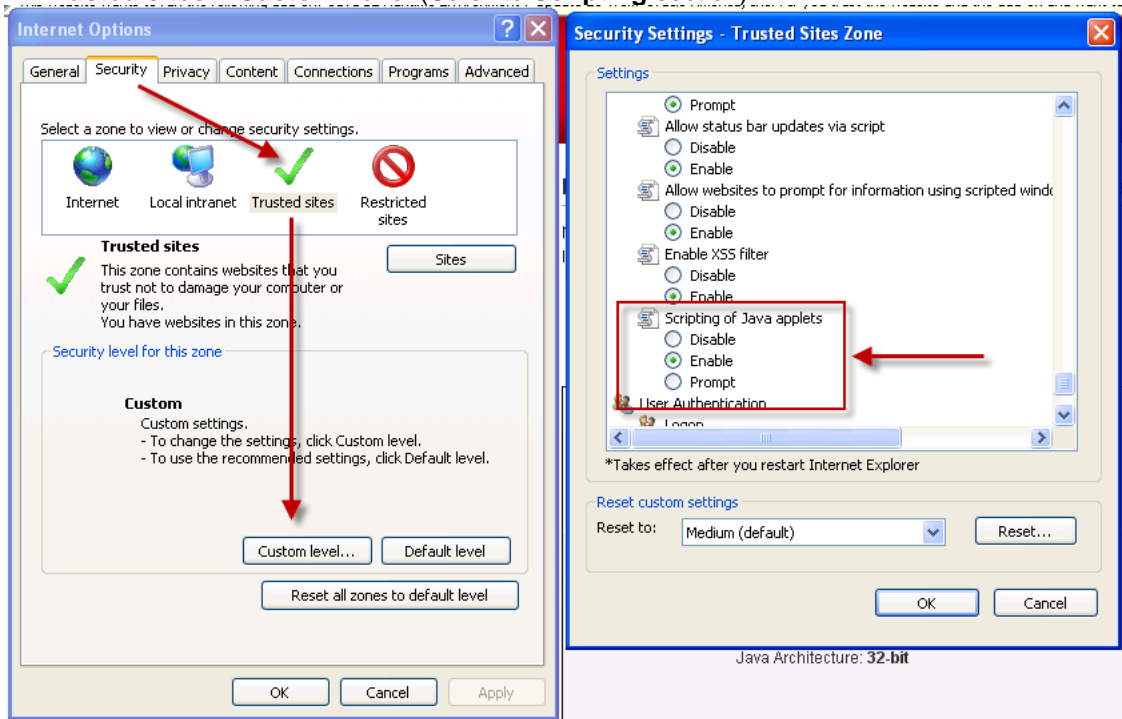 Internet Options
General Security Privacy Content Connections Programs Advanced
Select a zone to view or change security settings.
Internet
Local intranet
Trusted sites
Restricted
sites
Trusted sites
Sites
This zone contains websites that you
trust not to damage your computer or
your files.
You have websites in this zone.
Security level for this zone
Custom
Custom settings.
- To change the settings, click Custom level.
- To use the recommended settings, click Default level.
Custom level...
Default level
Reset all zones to default level
OK
Cancel
Apply
Security Settings - Trusted Sites Zone
Settings
Prompt
Allow status bar updates via script
Disable
Enable
Allow websites to prompt for information using scripted windo
Disable
Enable
Enable XSS filter
Disable
Enable
Scripting of Java applets
Disable
Enable
Prompt
User Authentication
Logon
*Takes effect after you restart Internet Explorer
Reset custom settings
Reset to:
Medium (default)
Reset...
OK
Cancel
Java Architecture: 32-bit